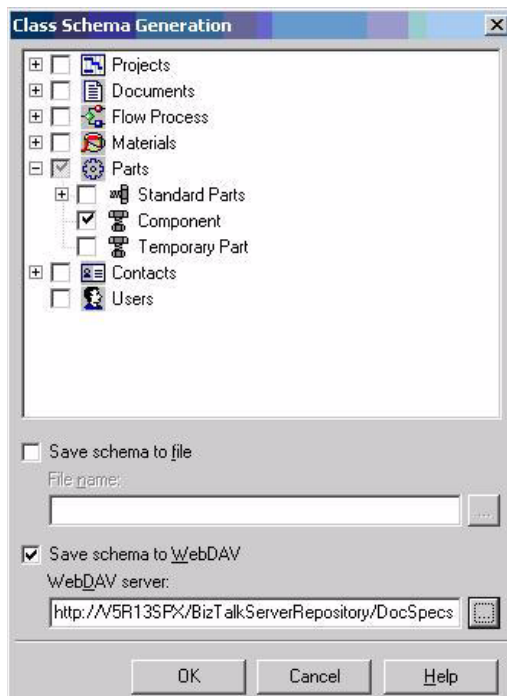 Class Schema Generation
Projects
Documents
Flow Process
Materials
Parts
Standard Parts
Component
Temporary Part
Contacts
Users
Save schema to file
File name:
...
Save schema to WebDAV
WebDAV server:
http://V5R13SPX/BizTalkServerRepository/DocSpecs
...
OK
Cancel
Help